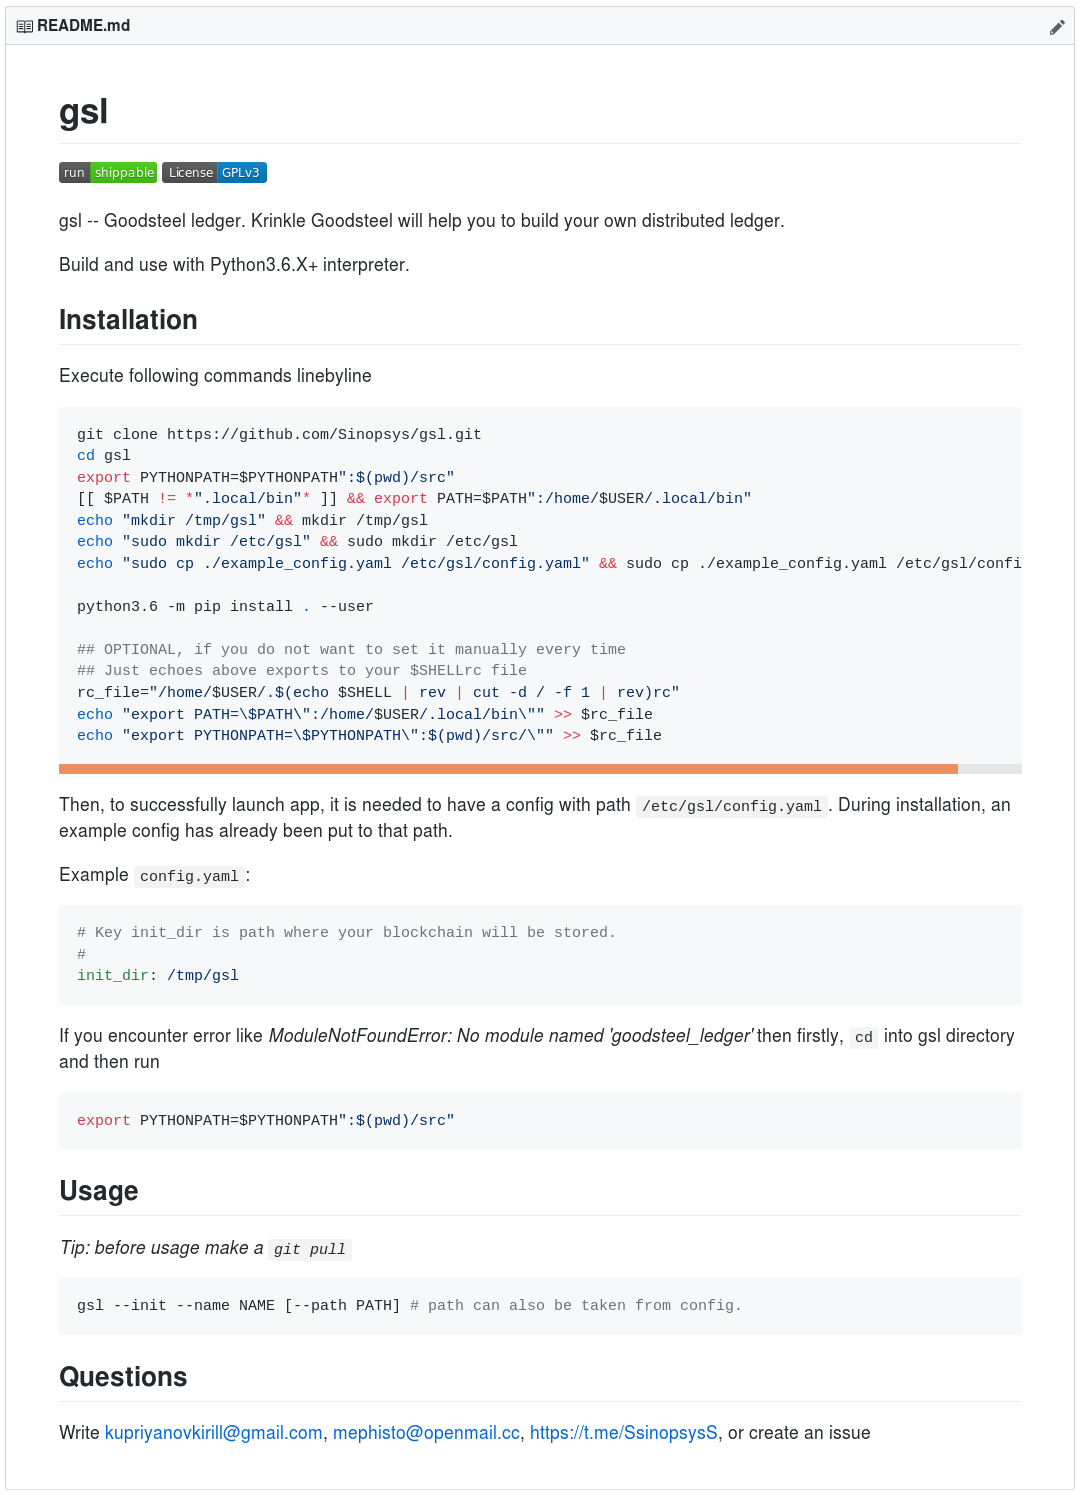 README.md
gsl
run shippable License GPLv3
gsl -- Goodsteel ledger. Krinkle Goodsteel will help you to build your own distributed ledger.
Build and use with Python3.6.X+ interpreter.
Installation
Execute following commands linebyline
git clone https://github.com/Sinopsys/gsl.git
cd gsl
export PYTHONPATH=$PYTHONPATH":$(pwd)/src"
[[ $PATH != *".local/bin"* ]] && export PATH=$PATH":/home/$USER/.local/bin"
echo "mkdir /tmp/gsl" && mkdir /tmp/gsl
echo "sudo mkdir /etc/gsl" && sudo mkdir /etc/gsl
echo "sudo cp ./example_config.yaml /etc/gsl/config.yaml" && sudo cp ./example_config.yaml /etc/gsl/confi
python3.6 -m pip install . --user
## OPTIONAL, if you do not want to set it manually every time
## Just echoes above exports to your $SHELLrc file
rc_file="/home/$USER/.$(echo $SHELL | rev | cut -d / -f 1 | rev)rc"
echo "export PATH=\$PATH\":/home/$USER/.local/bin\"" >> $rc_file
echo "export PYTHONPATH=\$PYTHONPATH\":$(pwd)/src/\"" >> $rc_file
Then, to successfully launch app, it is needed to have a config with path /etc/gsl/config.yaml. During installation, an
example config has already been put to that path.
Example config.yaml:
# Key init_dir is path where your blockchain will be stored.
#
init_dir: /tmp/gsl
If you encounter error like ModuleNotFoundError: No module named 'goodsteel_ledger' then firstly, cd into gsl directory
and then run
export PYTHONPATH=$PYTHONPATH":$(pwd)/src"
Usage
Tip: before usage make a git pull
gsl --init --name NAME [--path PATH] # path can also be taken from config.
Questions
Write kupriyanovkirill@gmail.com, mephisto@openmail.cc, https://t.me/SsinopsysS, or create an issue